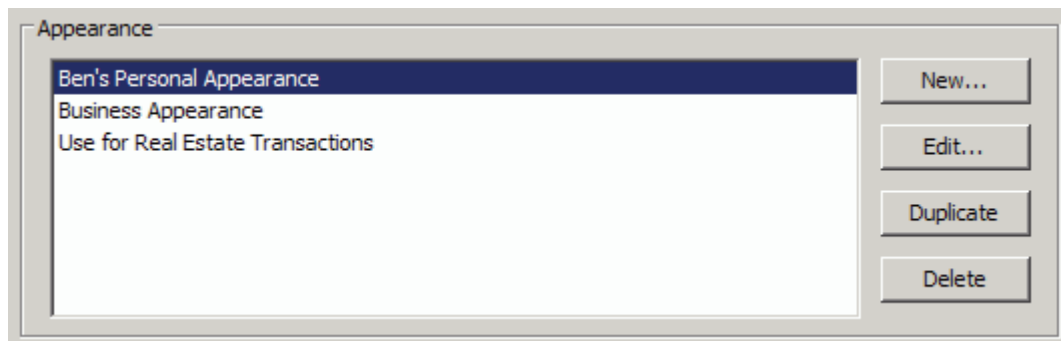 Appearance
Ben's Personal Appearance
Business Appearance
Use for Real Estate Transactions
New...
Edit...
Duplicate
Delete